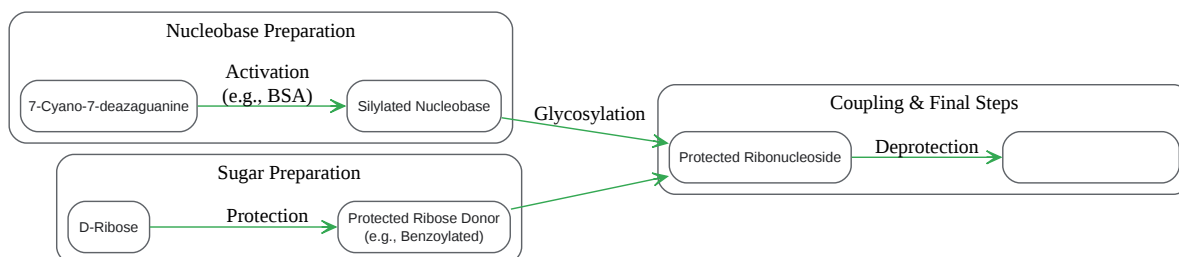 Nucleobase Preparation
7-Cyano-7-deazaguanine
Activation
(e.g., BSA)
Silylated Nucleobase
Glycosylation
Sugar Preparation
D-Ribose
Protection
Protected Ribose Donor
(e.g., Benzoylated)
Coupling & Final Steps
Protected Ribonucleoside
Deprotection